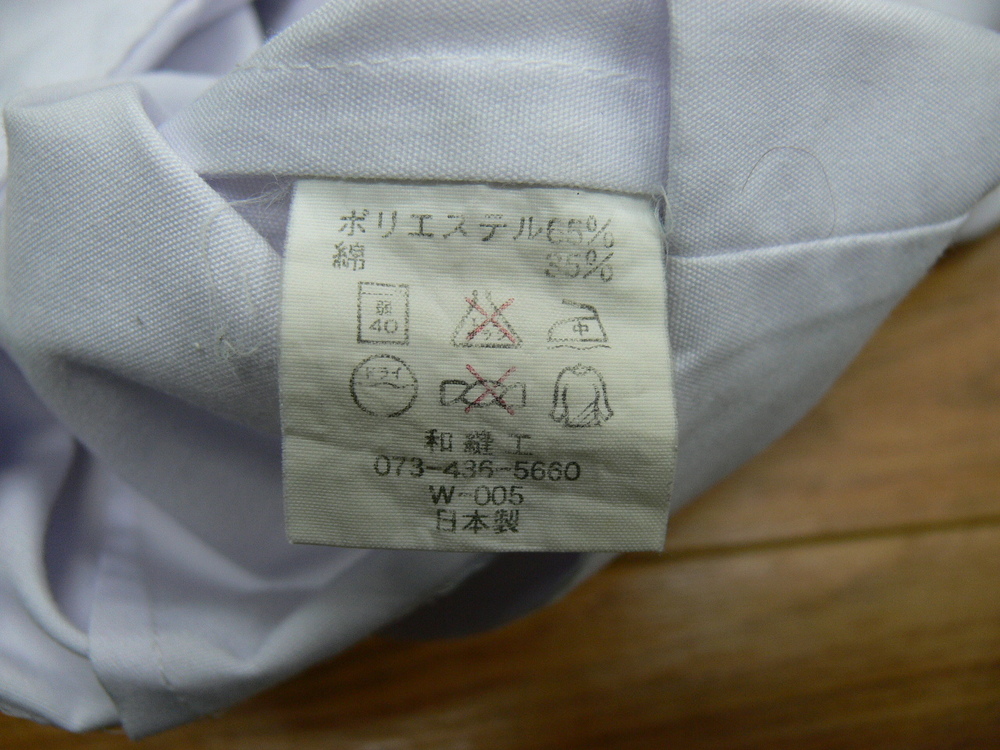 ポリエステル65%
綿 35%
弱
40
中
ドライ
和縫工
073-436-5660
W-005
日本製